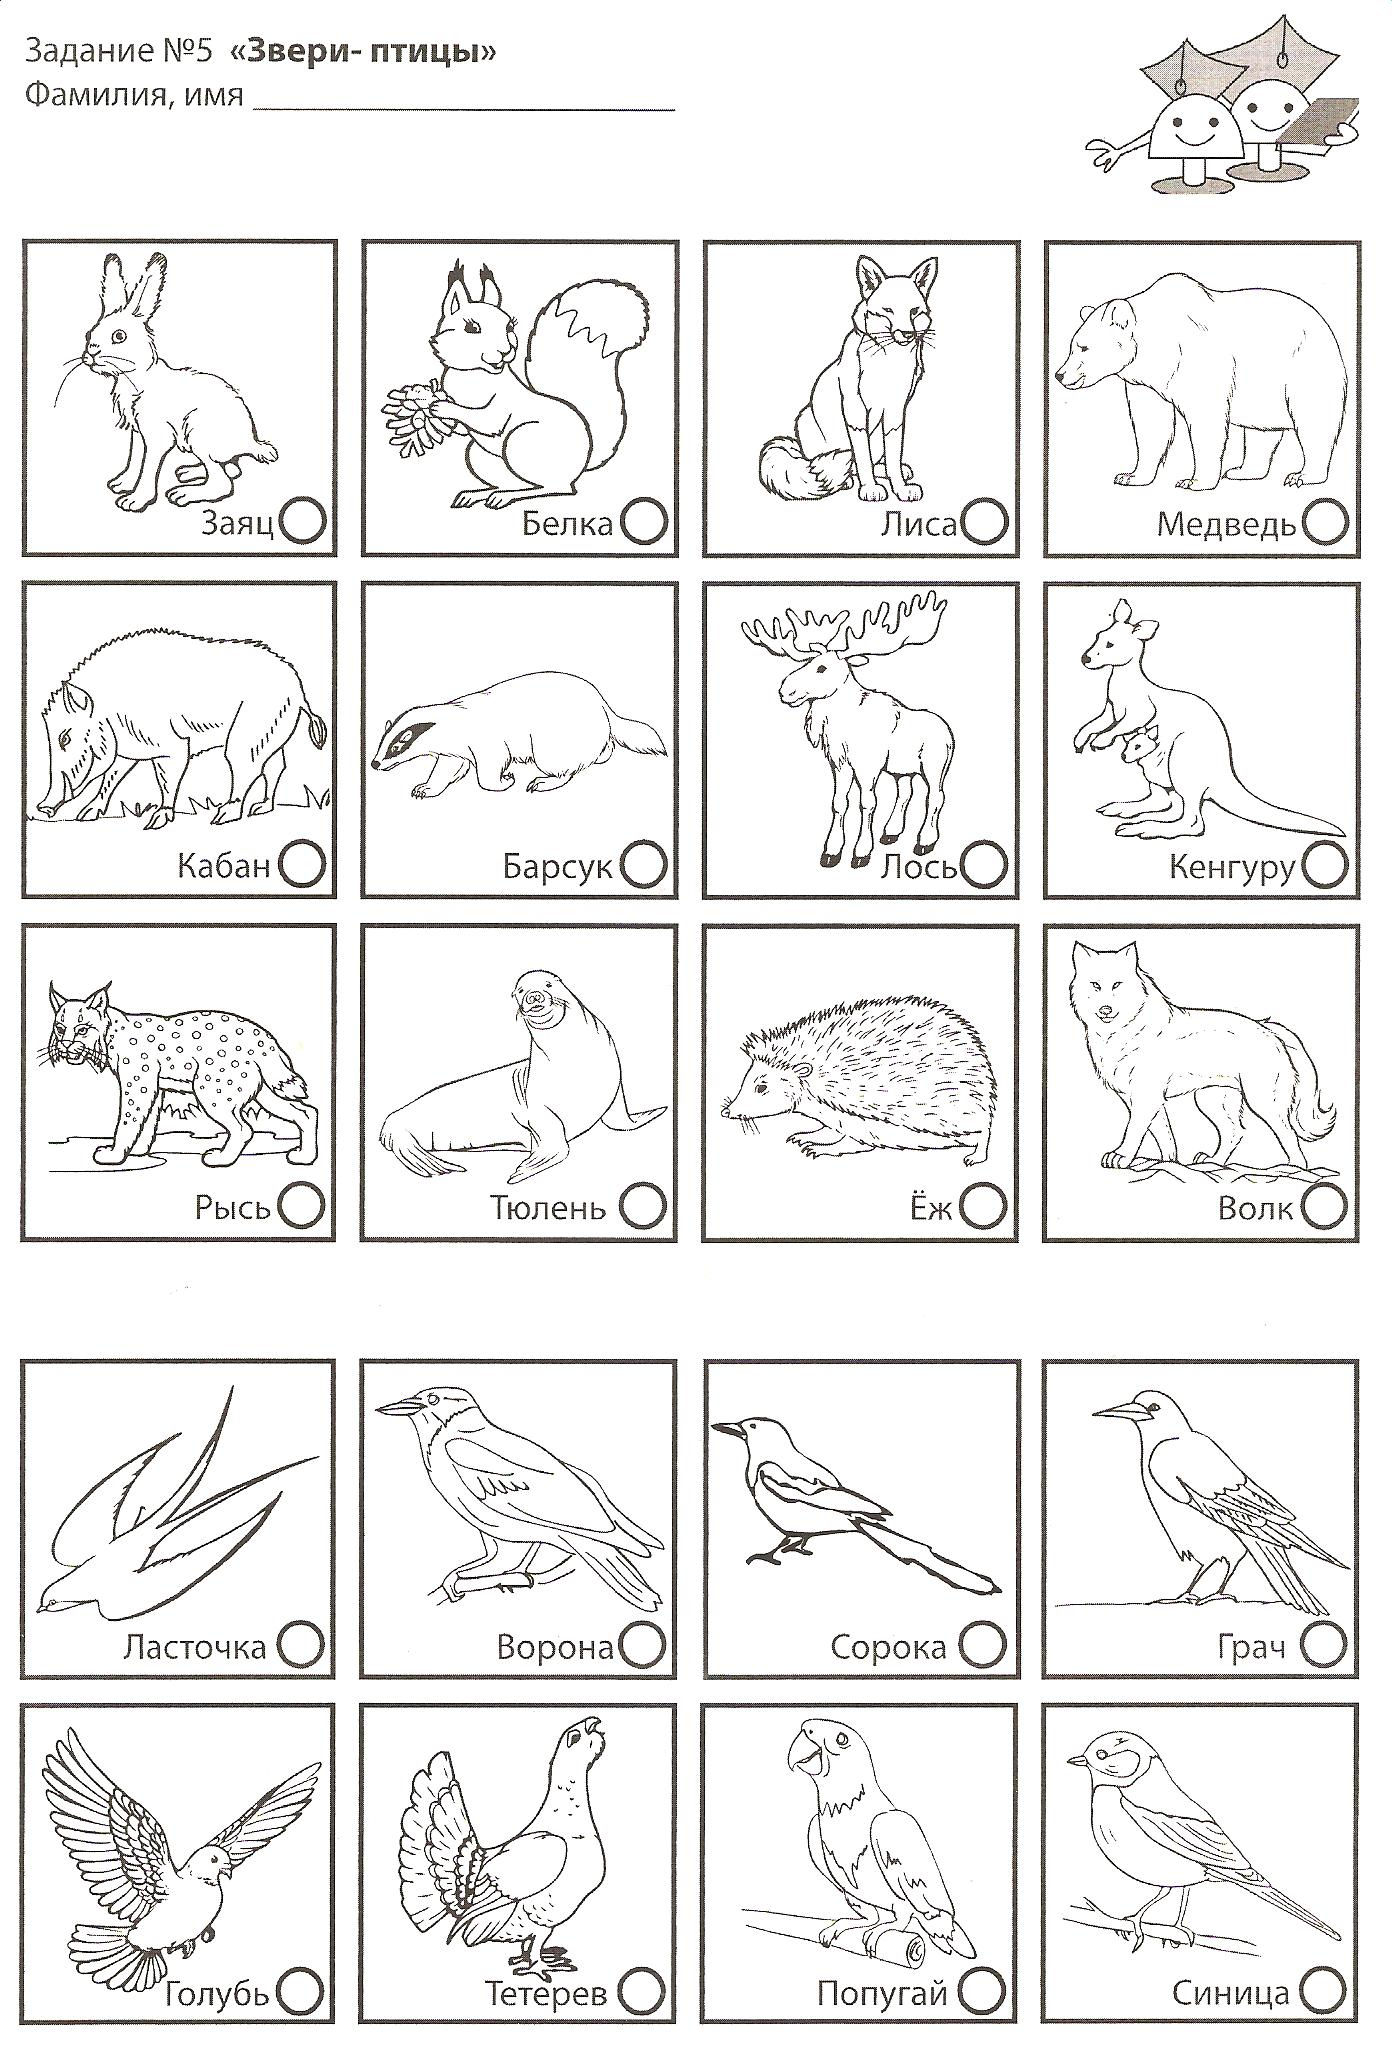 Задание №5 «Звери- птицы»
Фамилия, имя ____________________
Заяц
Белка
Лиса
Медведь
Кабан
Барсук
Лось
Кенгуру
Рысь
Тюлень
Ёж
Волк
Ласточка
Ворона
Сорока
Грач
Голубь
Тетерев
Попугай
Синица